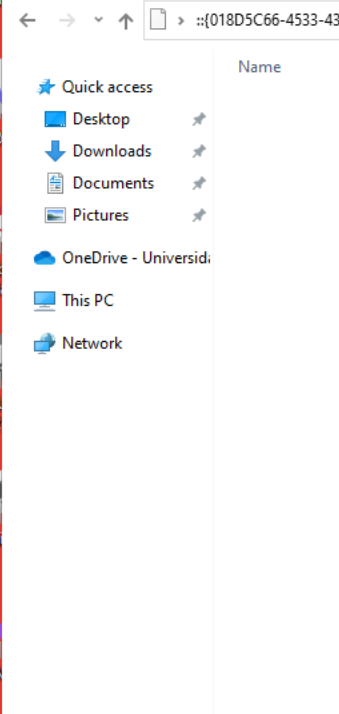 ::{018D5C66-4533-43
Name
Quick access
Desktop
Downloads
Documents
Pictures
OneDrive - Universida
This PC
Network